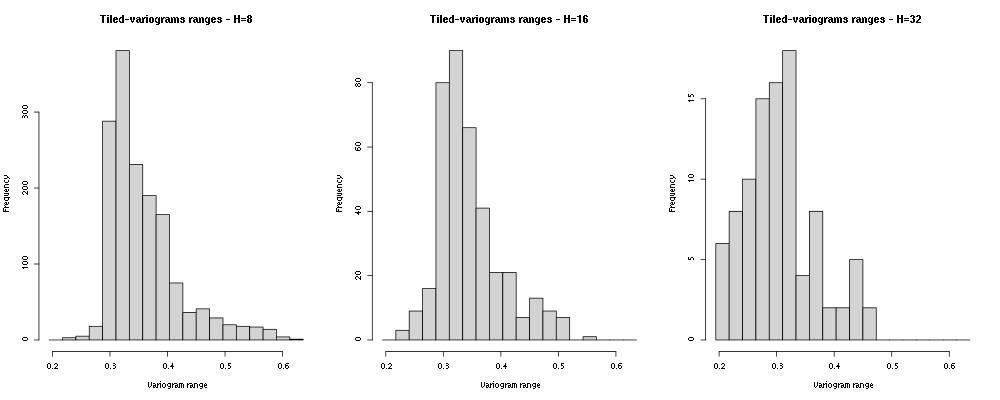 Tiled-variograms ranges - H=8
Frequency
300
200
100
0
0.2 0.3 0.4 0.5 0.6
Variogram range
Tiled-variograms ranges - H=16
Frequency
80
60
40
20
0
0.2 0.3 0.4 0.5 0.6
Variogram range
Tiled-variograms ranges - H=32
Frequency
15
10
5
0
0.2 0.3 0.4 0.5 0.6
Variogram range